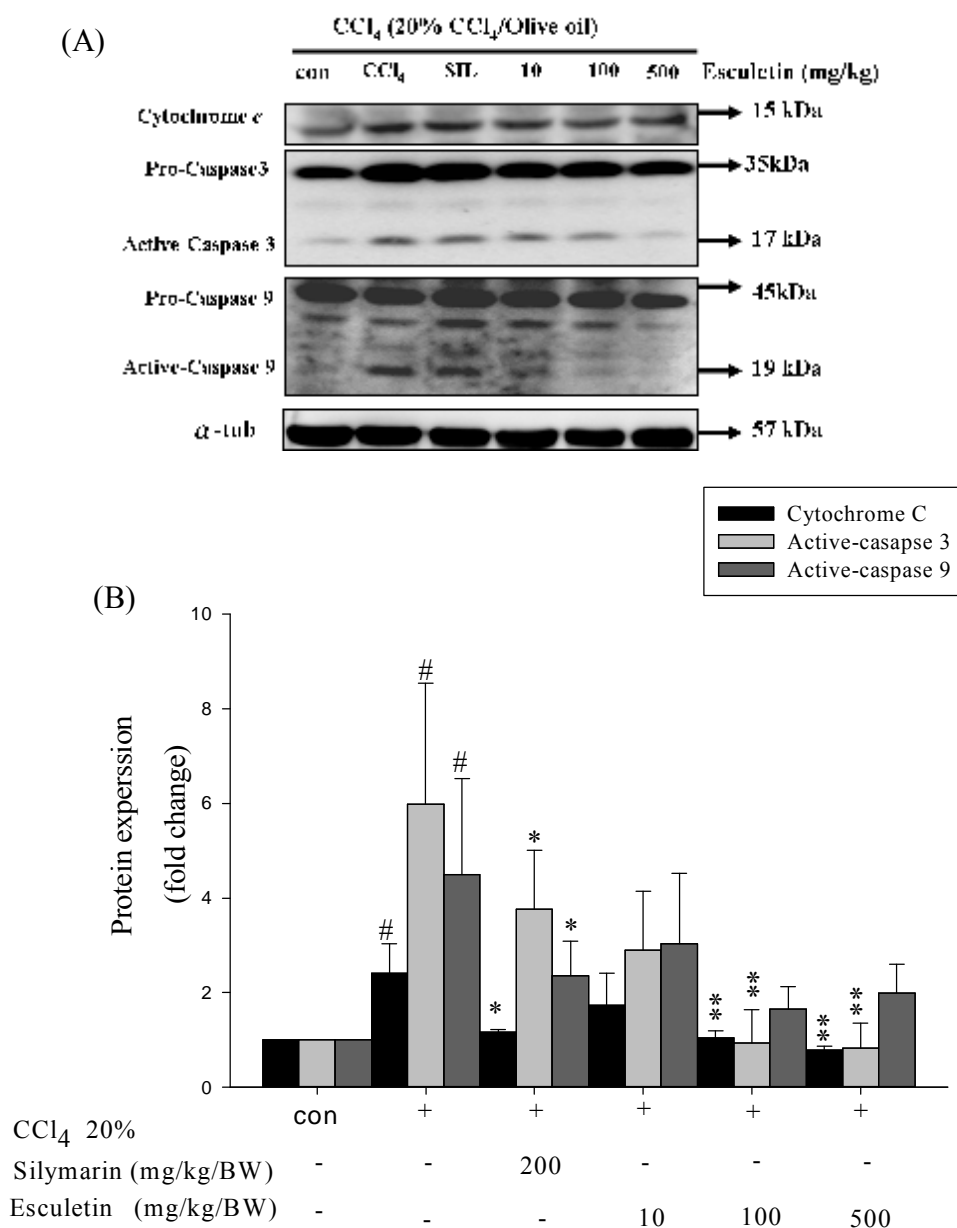 (A)
CCl4 (20% CCl4/Olive oil)
con CCl4 SIL 10 100 500 Esculetin (mg/kg)
Cytochrome c 15 kDa
Pro-Caspase3 35kDa
Active Caspase 3 17 kDa
Pro-Caspase 9 45kDa
Active-Caspase 9 19 kDa
α-tub 57 kDa
Cytochrome C
Active-casapse 3
Active-caspase 9
(B)
Protein experssion
(fold change)
10
8
6
4
2
0
# # #
* * *
** ** ** **
con + + + + +
CCl4 20%
Silymarin (mg/kg/BW) - - 200 - - -
Esculetin (mg/kg/BW) - - - 10 100 500